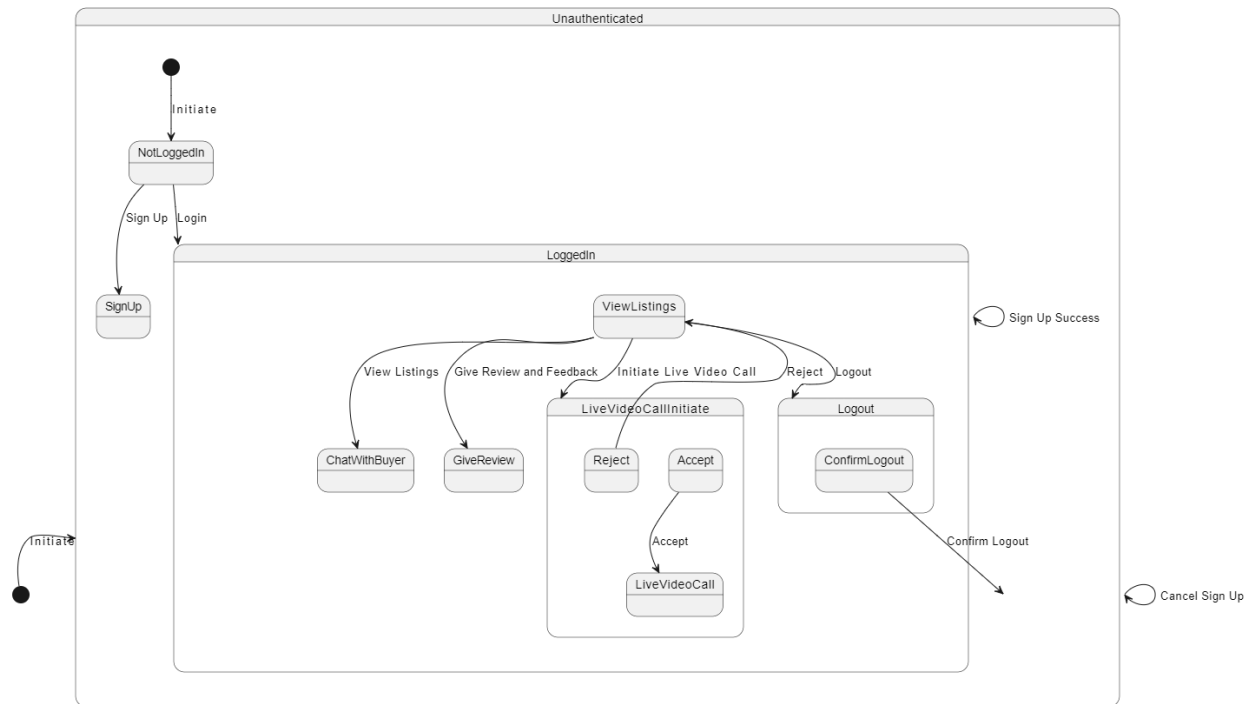 Unauthenticated
Initiate
NotLoggedIn
Sign Up
Login
LoggedIn
SignUp
ViewListings
Sign Up Success
View Listings
Give Review and Feedback
Initiate Live Video Call
Reject
Logout
LiveVideoCallInitiate
Logout
ChatWithBuyer
GiveReview
Reject
Accept
ConfirmLogout
Initiate
Accept
Confirm Logout
LiveVideoCall
Cancel Sign Up